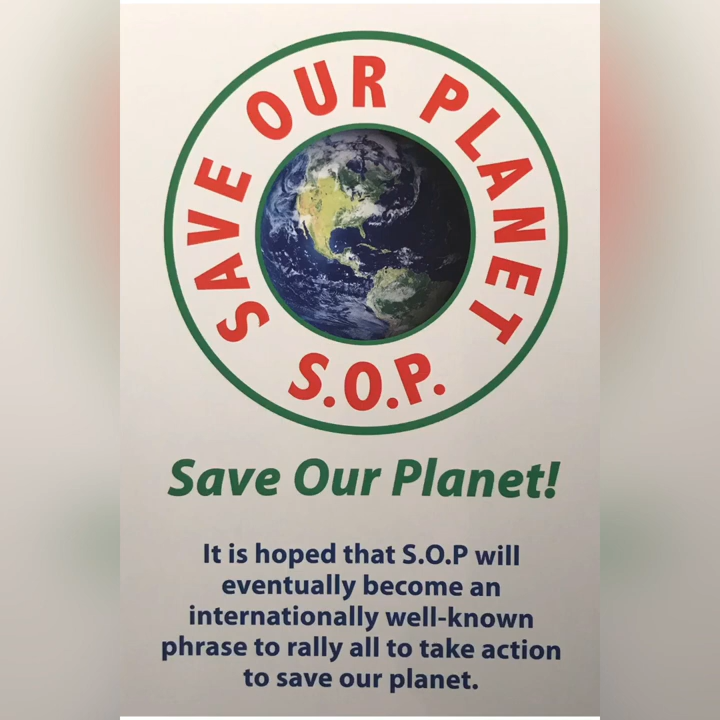 SAVE OUR PLANET
S.O.P.
Save Our Planet!
It is hoped that S.O.P will
eventually become an
internationally well-known
phrase to rally all to take action
to save our planet.